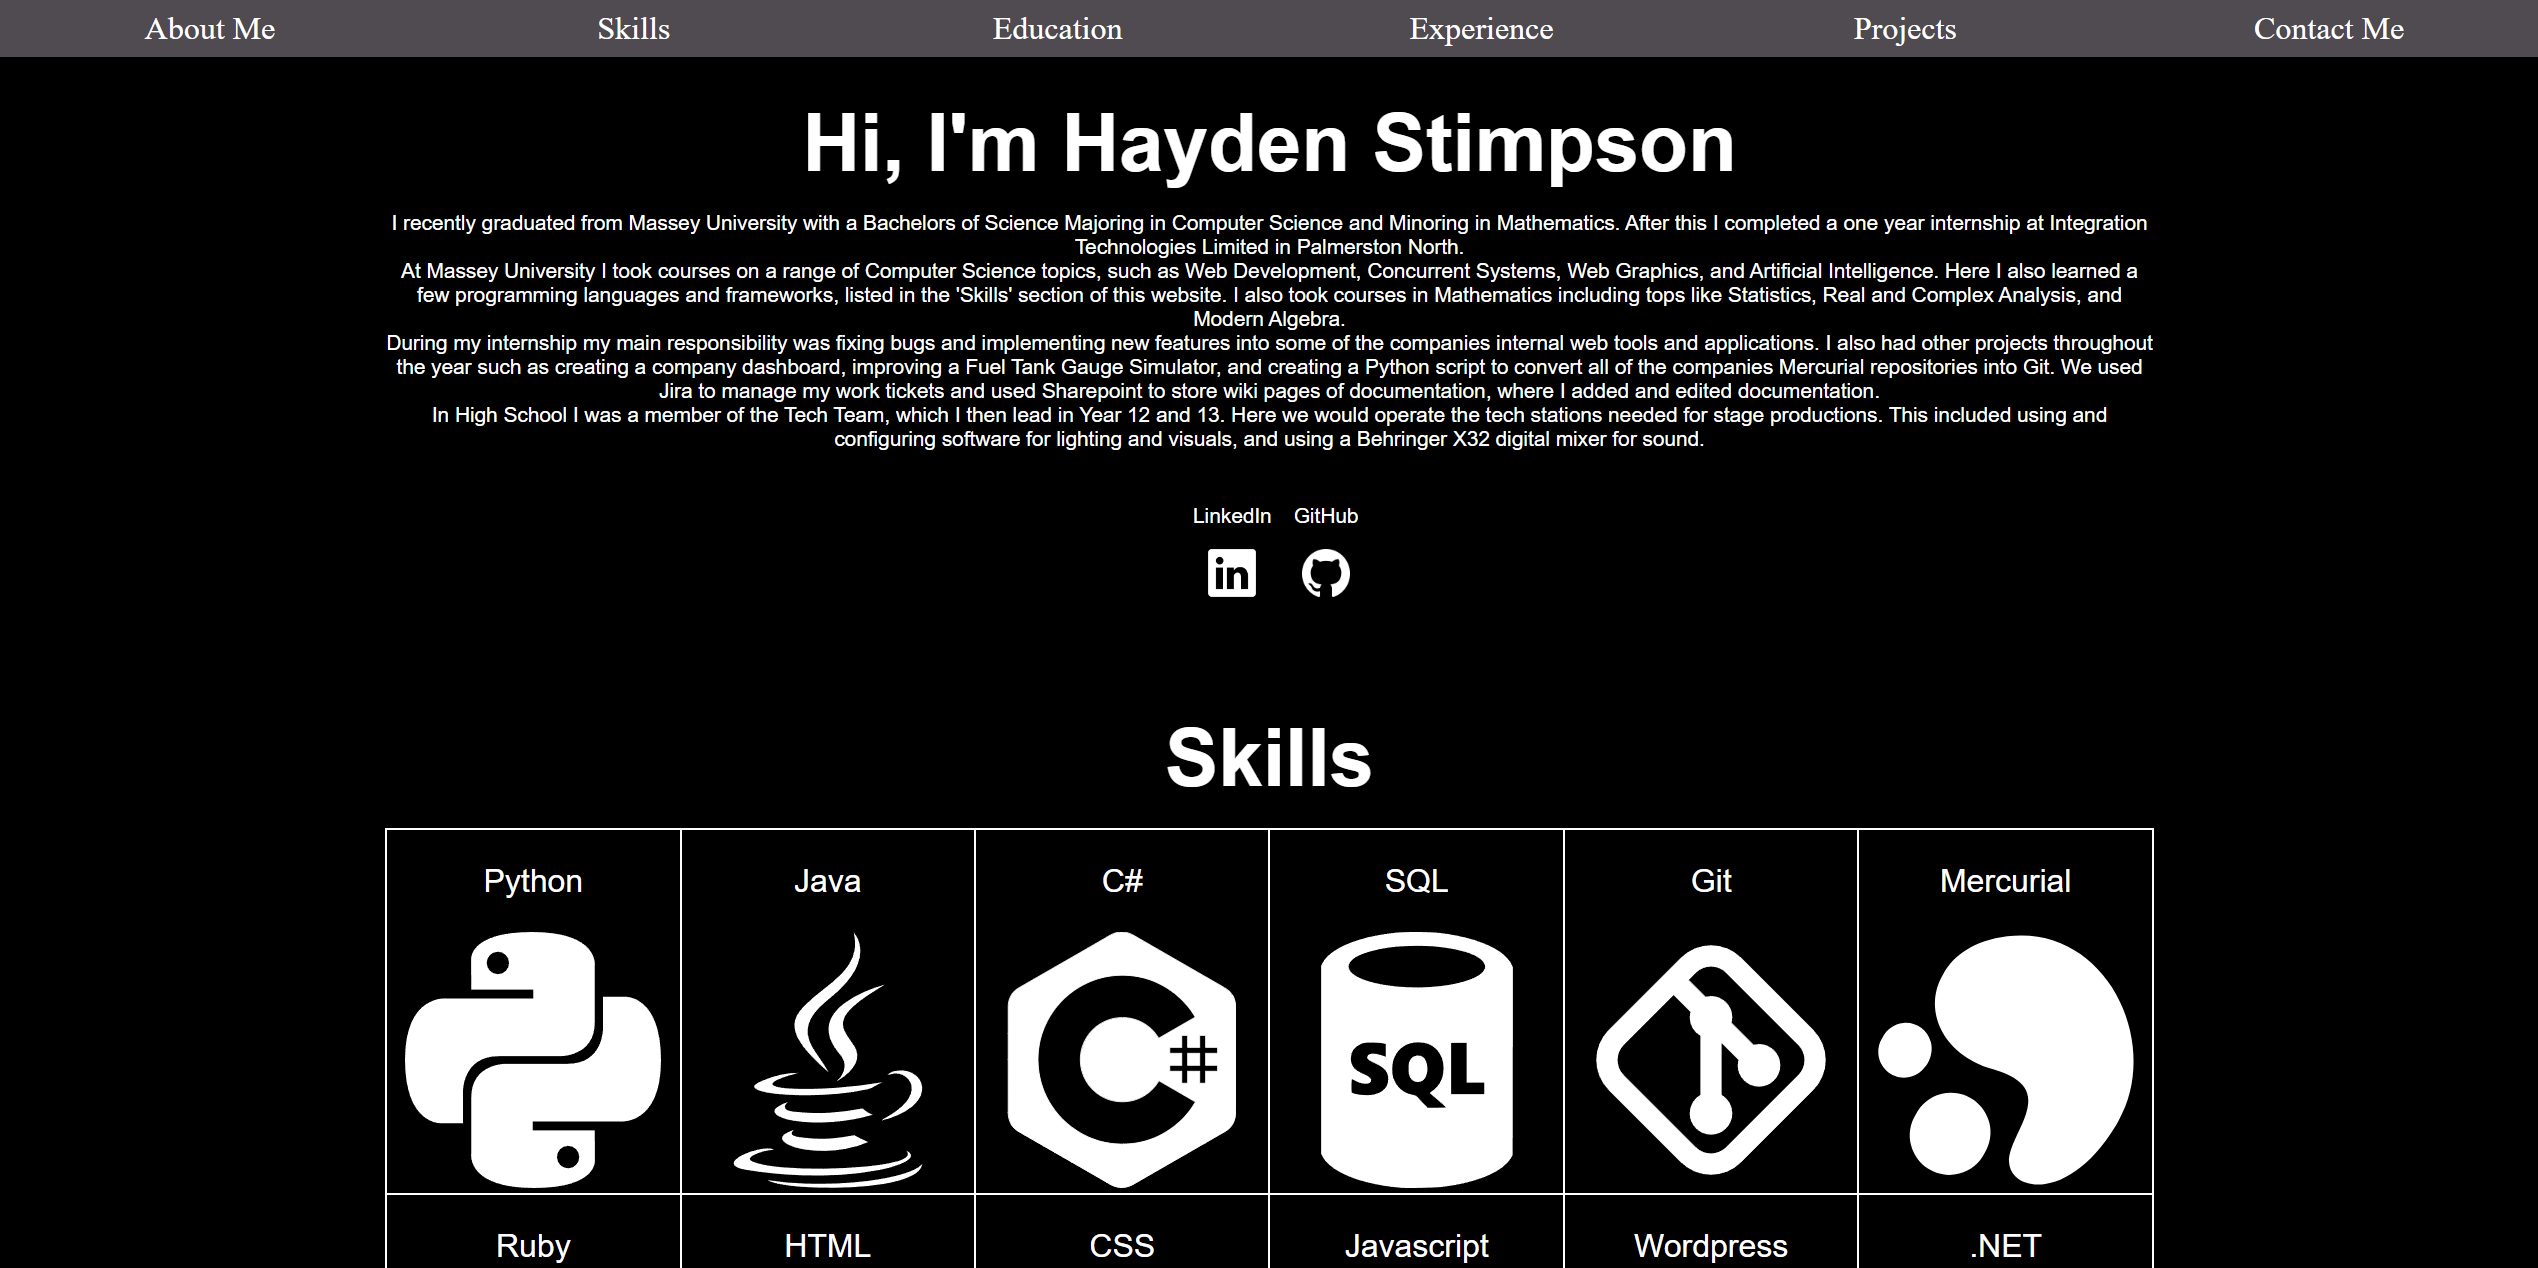 About Me Skills Education Experience Projects Contact Me
Hi, I'm Hayden Stimpson
I recently graduated from Massey University with a Bachelors of Science Majoring in Computer Science and Minoring in Mathematics. After this I completed a one year internship at Integration
Technologies Limited in Palmerston North.
At Massey University I took courses on a range of Computer Science topics, such as Web Development, Concurrent Systems, Web Graphics, and Artificial Intelligence. Here I also learned a
few programming languages and frameworks, listed in the 'Skills' section of this website. I also took courses in Mathematics including tops like Statistics, Real and Complex Analysis, and
Modern Algebra.
During my internship my main responsibility was fixing bugs and implementing new features into some of the companies internal web tools and applications. I also had other projects throughout
the year such as creating a company dashboard, improving a Fuel Tank Gauge Simulator, and creating a Python script to convert all of the companies Mercurial repositories into Git. We used
Jira to manage my work tickets and used Sharepoint to store wiki pages of documentation, where I added and edited documentation.
In High School I was a member of the Tech Team, which I then lead in Year 12 and 13. Here we would operate the tech stations needed for stage productions. This included using and
configuring software for lighting and visuals, and using a Behringer X32 digital mixer for sound.
LinkedIn GitHub
in
Skills
Python Java C# SQL Git Mercurial
C# SQL
Ruby HTML CSS Javascript Wordpress .NET